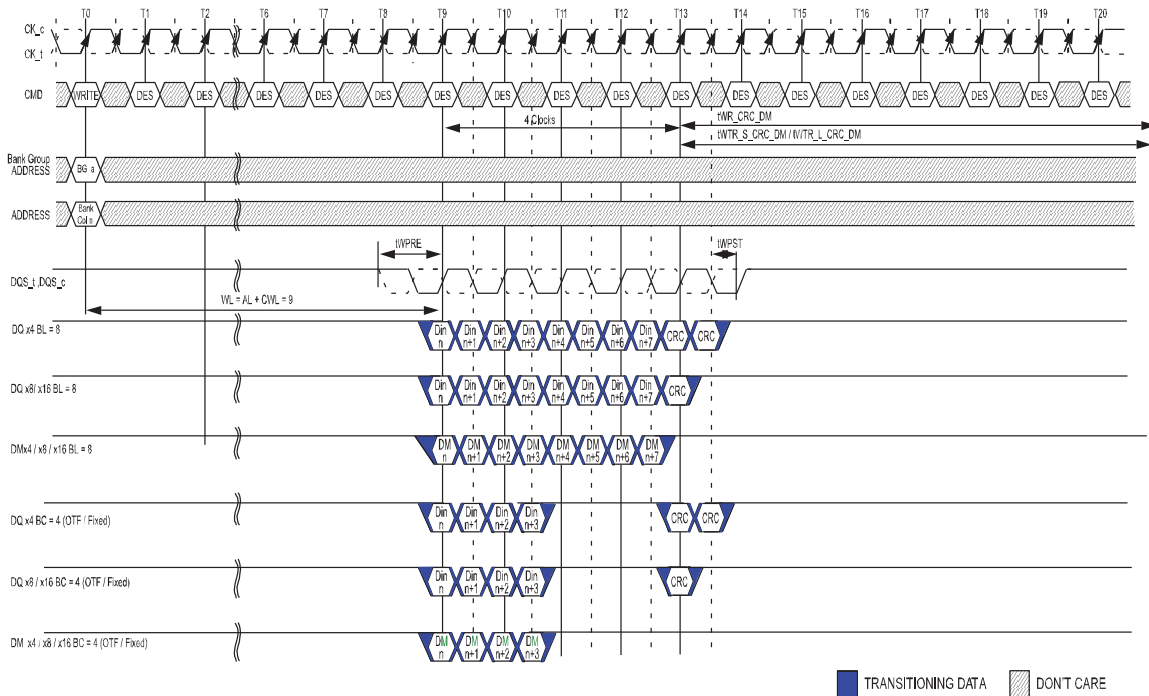 T0 T1 T2 T6 T7 T8 T9 T10 T11 T12 T13 T14 T15 T16 T17 T18 T19 T20
CK_c
CK_t
CMD WRITE DES DES DES DES DES DES DES DES DES DES DES DES DES DES DES DES DES
4 Clocks tWR_CRC_DM
tWTR_S_CRC_DM / tWTR_L_CRC_DM
Bank Group
ADDRESS BG a
ADDRESS Bank
Col n
tWPRE tWPST
DQS_t ,DQS_c
WL = AL + CWL = 9
DQ x4 BL = 8 Din Din Din Din Din Din Din Din CRC CRC
n n+1 n+2 n+3 n+4 n+5 n+6 n+7
DQ x8/ x16 BL = 8 Din Din Din Din Din Din Din Din CRC
n n+1 n+2 n+3 n+4 n+5 n+6 n+7
DMx4 / x8 / x16 BL = 8 DM DM DM DM DM DM DM DM
n n+1 n+2 n+3 n+4 n+5 n+6 n+7
DQ x4 BC = 4 (OTF / Fixed) Din Din Din Din CRC CRC
n n+1 n+2 n+3
DQ x8 / x16 BC = 4 (OTF / Fixed) Din Din Din Din CRC
n n+1 n+2 n+3
DM x4 / x8 / x16 BC = 4 (OTF / Fixed) DM DM DM DM
n n+1 n+2 n+3
TRANSITIONING DATA DON'T CARE